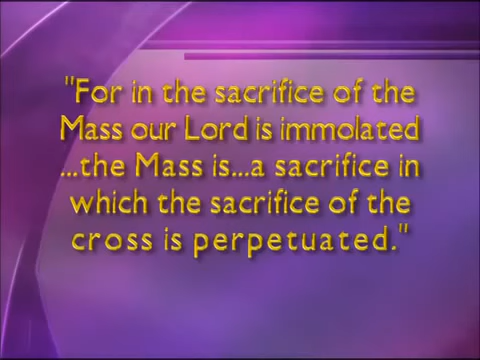 "For in the sacrifice of the
Mass our Lord is immolated
...the Mass is...a sacrifice in
which the sacrifice of the
cross is perpetuated."